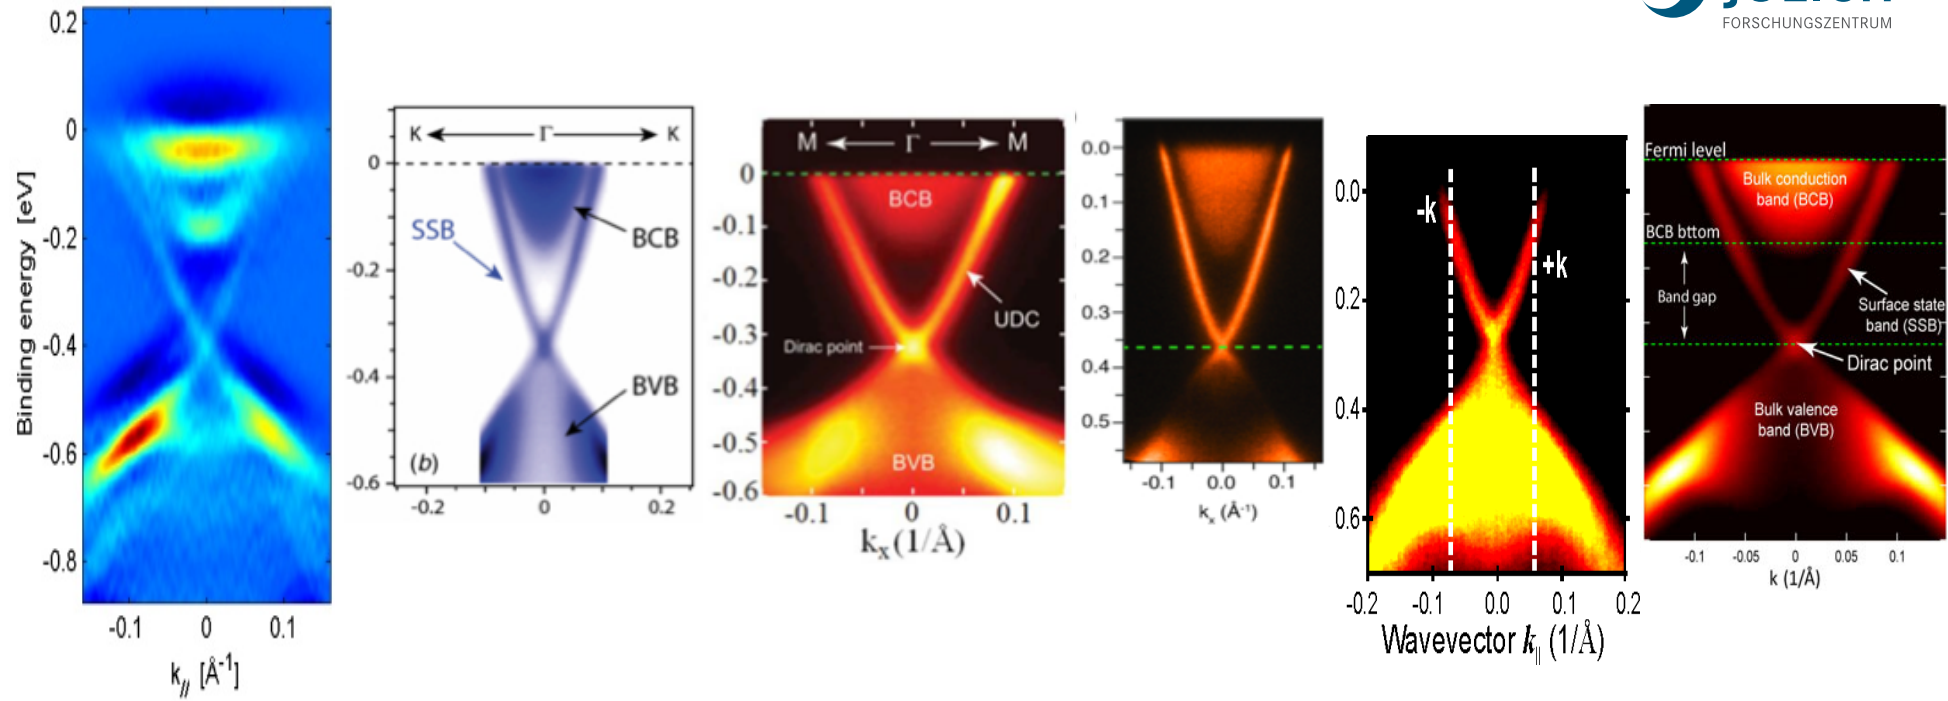 FORSCHUNGSZENTRUM
0.2
0
-0.2
-0.4
-0.6
-0.8
Binding energy [eV]
-0.1 0 0.1
k// [Å-1]
K Γ K
0
-0.2
-0.4
-0.6
SSB
BCB
BVB
(b)
-0.2 0 0.2
M Γ M
0
-0.1
-0.2
-0.3
-0.4
-0.5
-0.6
BCB
UDC
Dirac point
BVB
-0.1 0 0.1
kx (1/Å)
0.0
0.1
0.2
0.3
0.4
0.5
-0.1 0.0 0.1
kx (Å-1)
0.0
0.2
0.4
0.6
-k
+k
-0.2 -0.1 0.0 0.1 0.2
Wavevector k|| (1/Å)
Fermi level
Bulk conduction
band (BCB)
BCB bttom
Band gap
Surface state
band (SSB)
Dirac point
Bulk valence
band (BVB)
-0.1 -0.05 0 0.05 0.1
k (1/Å)